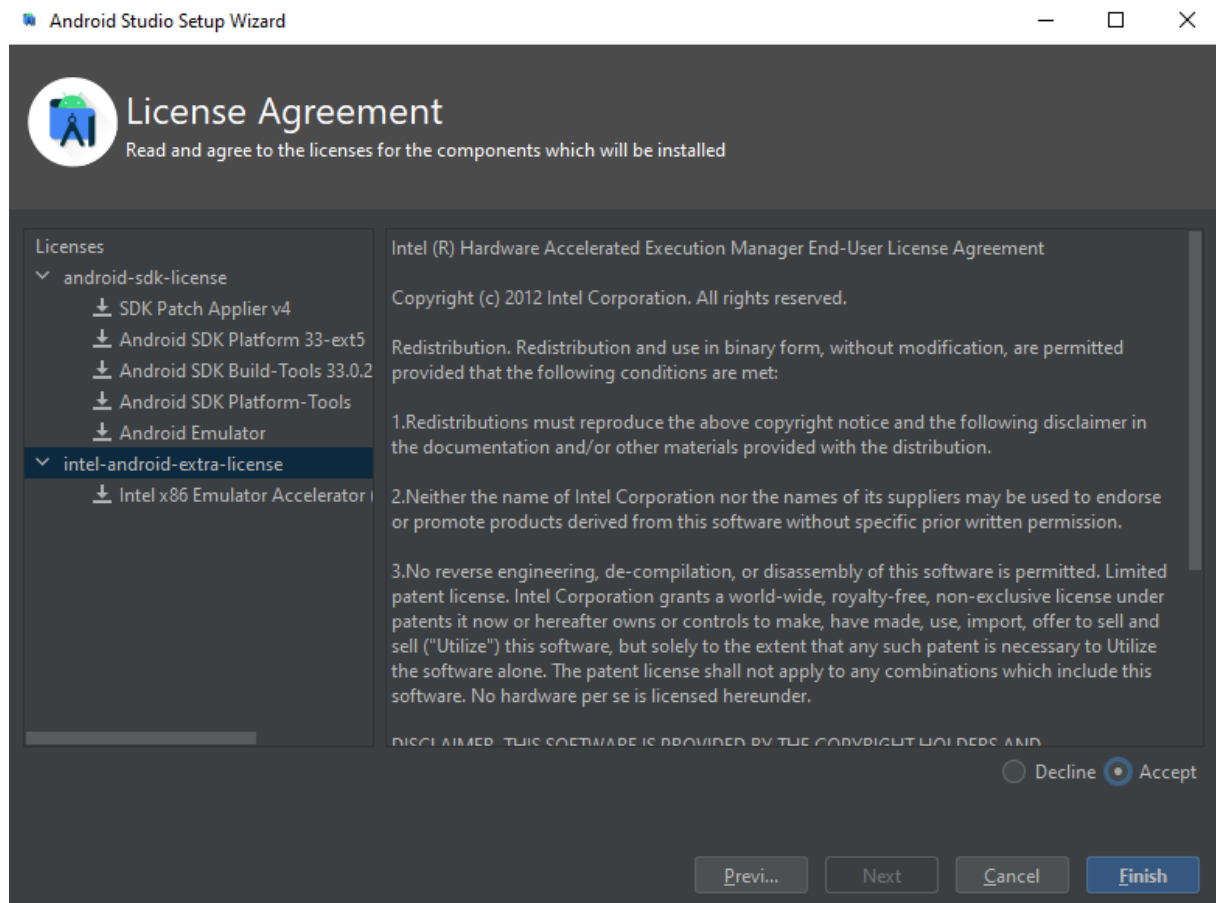 Android Studio Setup Wizard
License Agreement
Read and agree to the licenses for the components which will be installed
Licenses
android-sdk-license
SDK Patch Applier v4
Android SDK Platform 33-ext5
Android SDK Build-Tools 33.0.2
Android SDK Platform-Tools
Android Emulator
intel-android-extra-license
Intel x86 Emulator Accelerator (
Intel (R) Hardware Accelerated Execution Manager End-User License Agreement
Copyright (c) 2012 Intel Corporation. All rights reserved.
Redistribution. Redistribution and use in binary form, without modification, are permitted
provided that the following conditions are met:
1.Redistributions must reproduce the above copyright notice and the following disclaimer in
the documentation and/or other materials provided with the distribution.
2.Neither the name of Intel Corporation nor the names of its suppliers may be used to endorse
or promote products derived from this software without specific prior written permission.
3.No reverse engineering, de-compilation, or disassembly of this software is permitted. Limited
patent license. Intel Corporation grants a world-wide, royalty-free, non-exclusive license under
patents it now or hereafter owns or controls to make, have made, use, import, offer to sell and
sell ("Utilize") this software, but solely to the extent that any such patent is necessary to Utilize
the software alone. The patent license shall not apply to any combinations which include this
software. No hardware per se is licensed hereunder.
DISCLAIMER. THIS SOFTWARE IS PROVIDED BY THE COPYRIGHT HOLDERS AND
Decline Accept
Previ... Next Cancel Finish